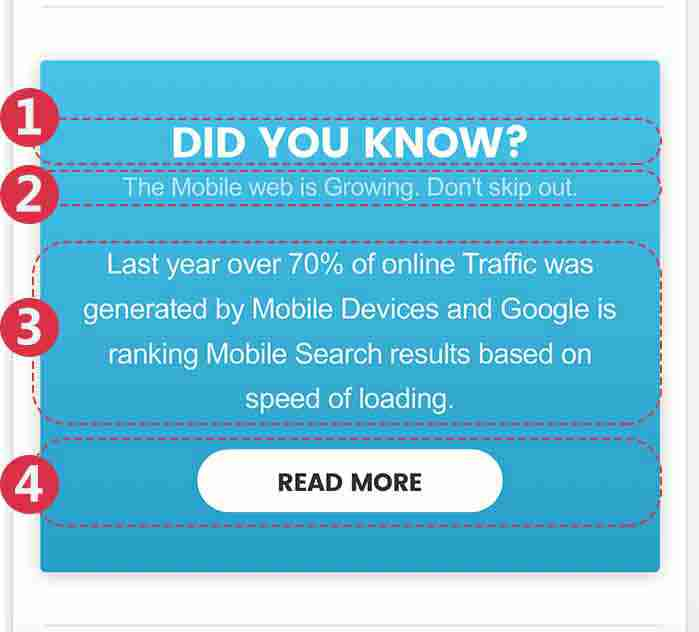 1
DID YOU KNOW?
2
The Mobile web is Growing. Don't skip out.
3
Last year over 70% of online Traffic was
generated by Mobile Devices and Google is
ranking Mobile Search results based on
speed of loading.
4
READ MORE